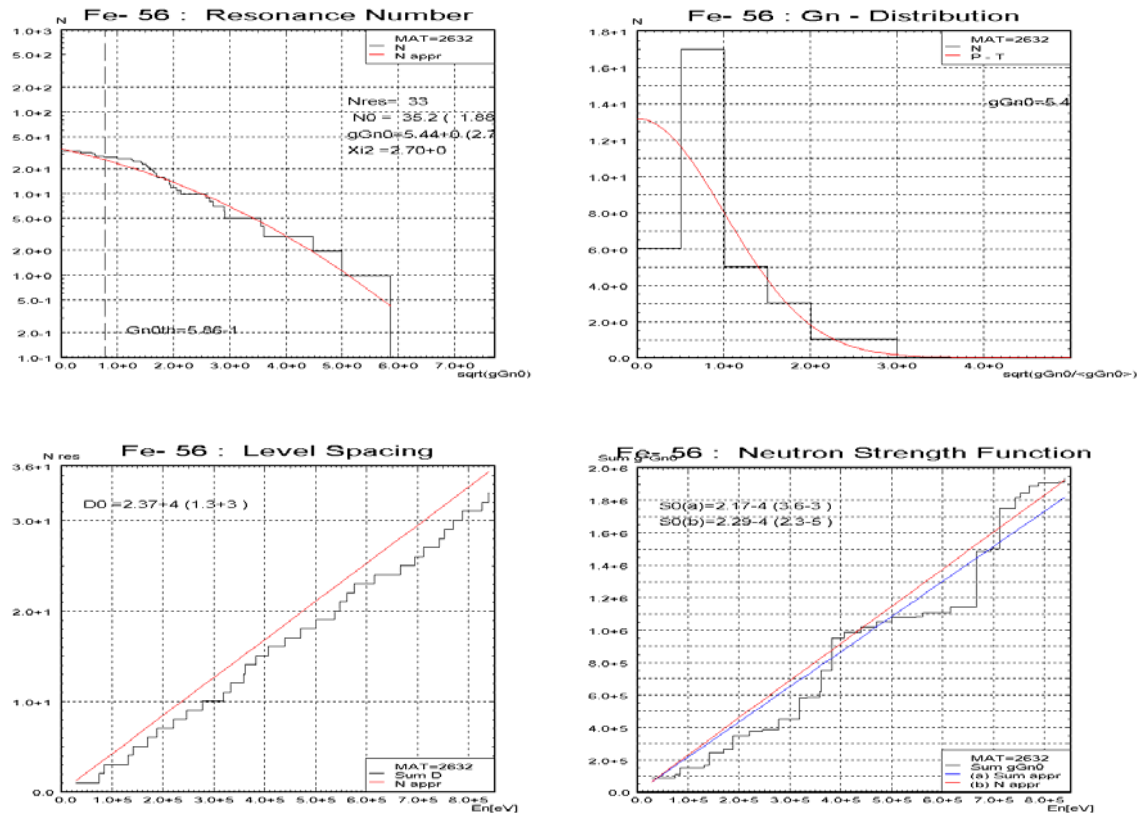 Fe- 56 : Resonance Number
N
1.0+3
5.0+2
2.0+2
1.0+2
5.0+1
2.0+1
1.0+1
5.0+0
2.0+0
1.0+0
5.0-1
2.0-1
1.0-1
MAT=2632
N
N appr
Nres= 33
N0 = 35.2 ( 1.88
gGn0=5.44+0 (2.7
Xi2 =2.70+0
Gn0th=5.86-1
0.0 1.0+0 2.0+0 3.0+0 4.0+0 5.0+0 6.0+0 7.0+0
sqrt(gGn0)
Fe- 56 : Gn - Distribution
N
1.8+1
1.6+1
1.4+1
1.2+1
1.0+1
8.0+0
6.0+0
4.0+0
2.0+0
0.0
MAT=2632
N
P - T
gGn0=5.4
0.0 1.0+0 2.0+0 3.0+0 4.0+0
sqrt(gGn0/<gGn0>)
Fe- 56 : Level Spacing
N res
3.6+1
3.0+1
2.0+1
1.0+1
D0 =2.37+4 (1.3+3 )
MAT=2632
Sum D
N appr
0.0 1.0+5 2.0+5 3.0+5 4.0+5 5.0+5 6.0+5 7.0+5 8.0+5
En[eV]
Fe- 56 : Neutron Strength Function
2.0+6
1.8+6
1.6+6
1.4+6
1.2+6
1.0+6
8.0+5
6.0+5
4.0+5
2.0+5
0.0
S0(a)=2.17-4 (3.6-3 )
S0(b)=2.29-4 (2.3-5 )
MAT=2632
Sum gGn0
(a) Sum appr
(b) N appr
0.0 1.0+5 2.0+5 3.0+5 4.0+5 5.0+5 6.0+5 7.0+5 8.0+5
En[eV]